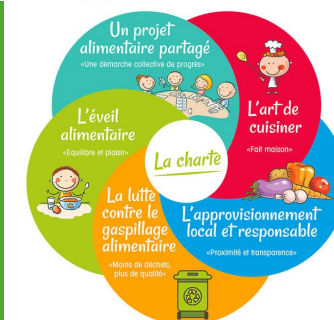 Un projet
alimentaire partagé
«Une démarche collective de progrès»
L'art de
cuisiner
«Fait maison»
L'éveil
alimentaire
«Equilibre et plaisir»
La charte
L'approvisionnement
local et responsable
«Proximité et transparence»
La lutte
contre le
gaspillage
alimentaire
«Moins de déchets,
plus de qualité»